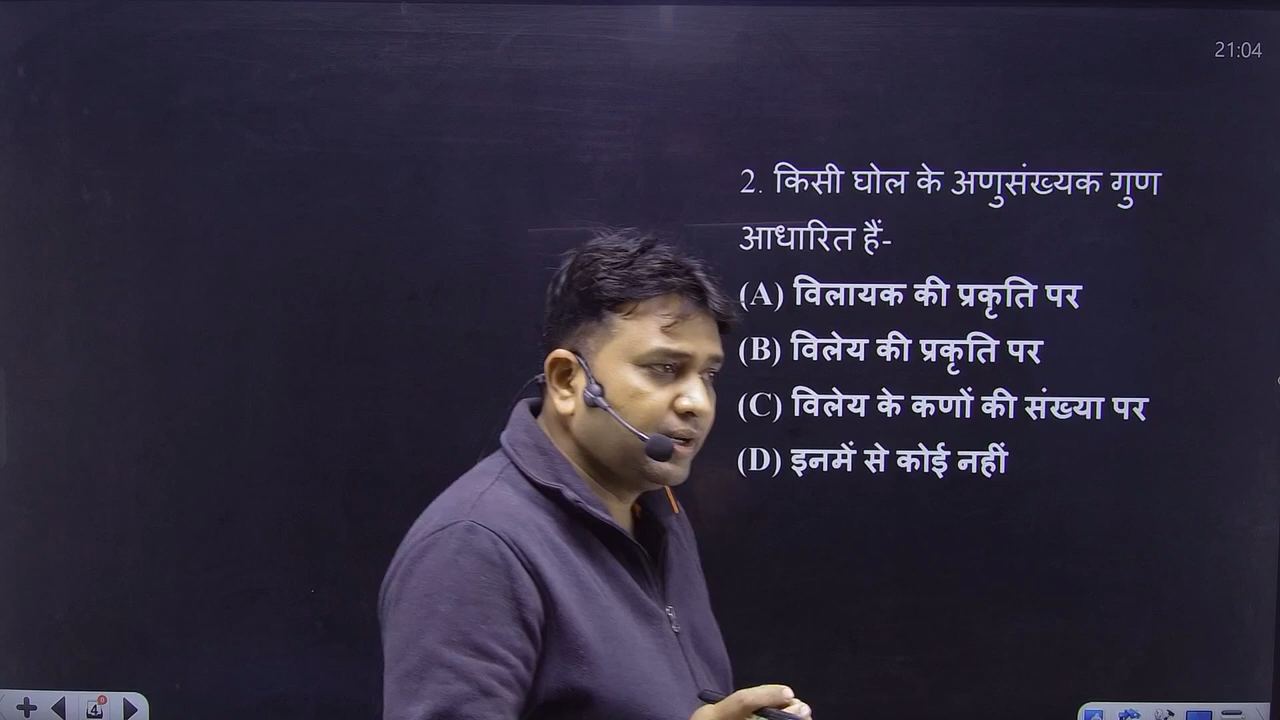 21:04
2. किसी घोल के अणुसंख्यक गुण
आधारित हैं-
(A) विलायक की प्रकृति पर
(B) विलेय की प्रकृति पर
(C) विलेय के कणों की संख्या पर
(D) इनमें से कोई नहीं
4